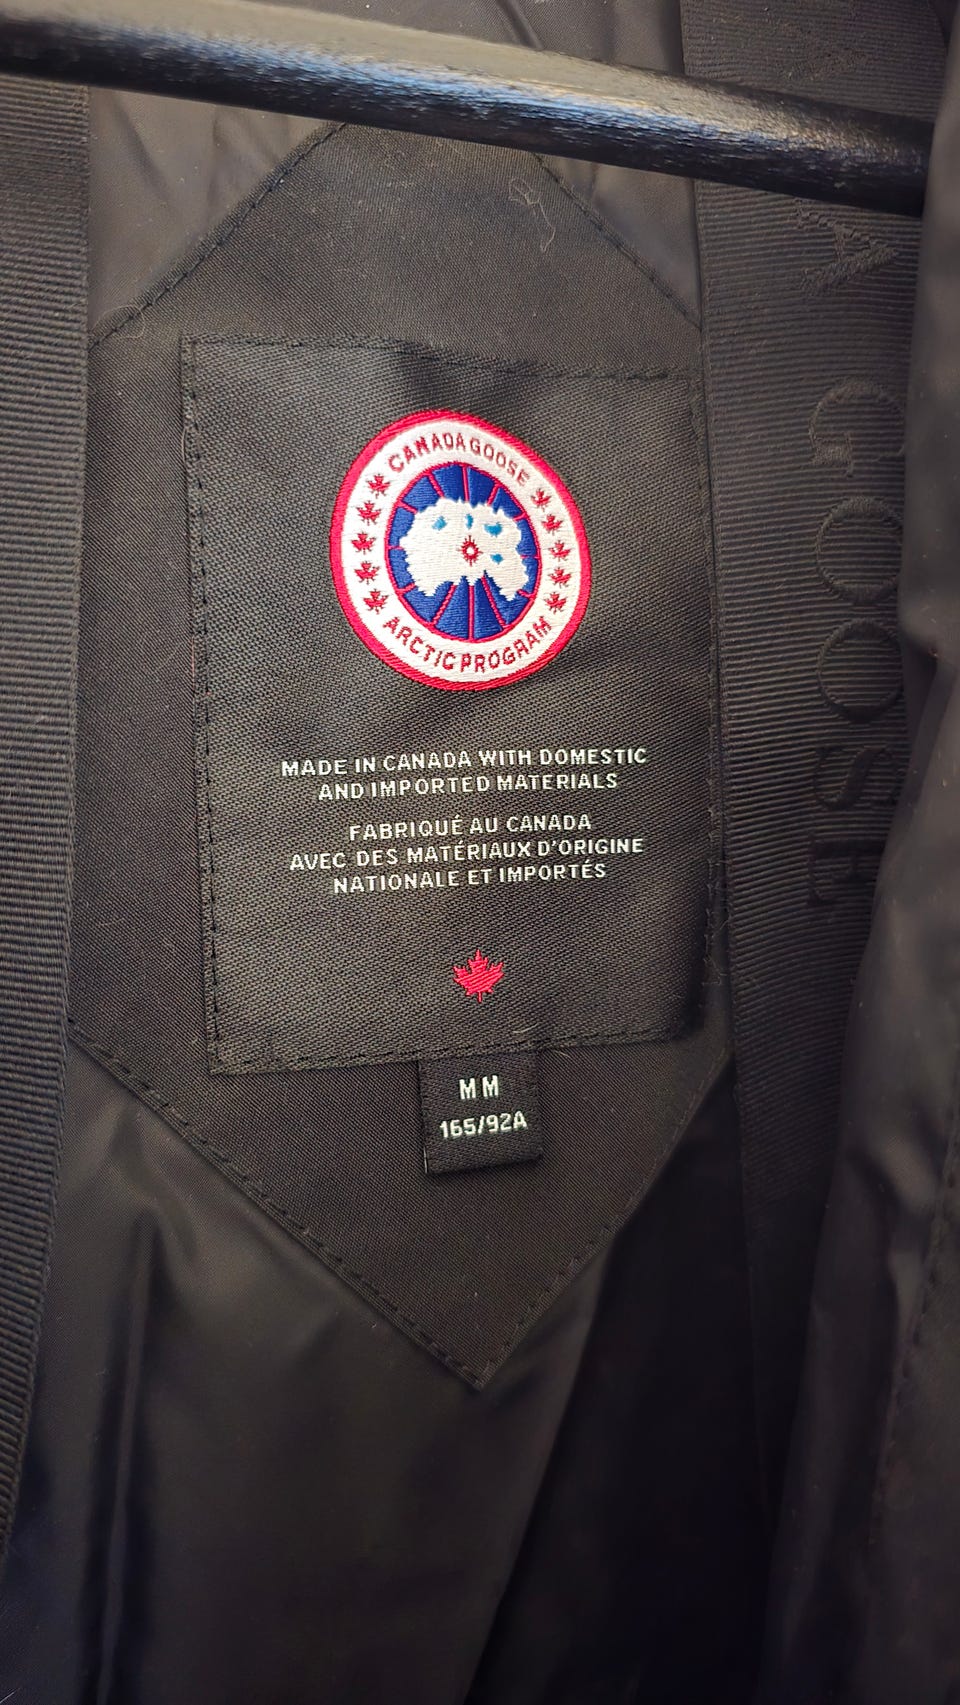 CANADA GOOSE
ARCTIC PROGRAM
MADE IN CANADA WITH DOMESTIC
AND IMPORTED MATERIALS
FABRIQUÉ AU CANADA
AVEC DES MATÉRIAUX D'ORIGINE
NATIONALE ET IMPORTÉS
MM
165/92A
A GOOSE